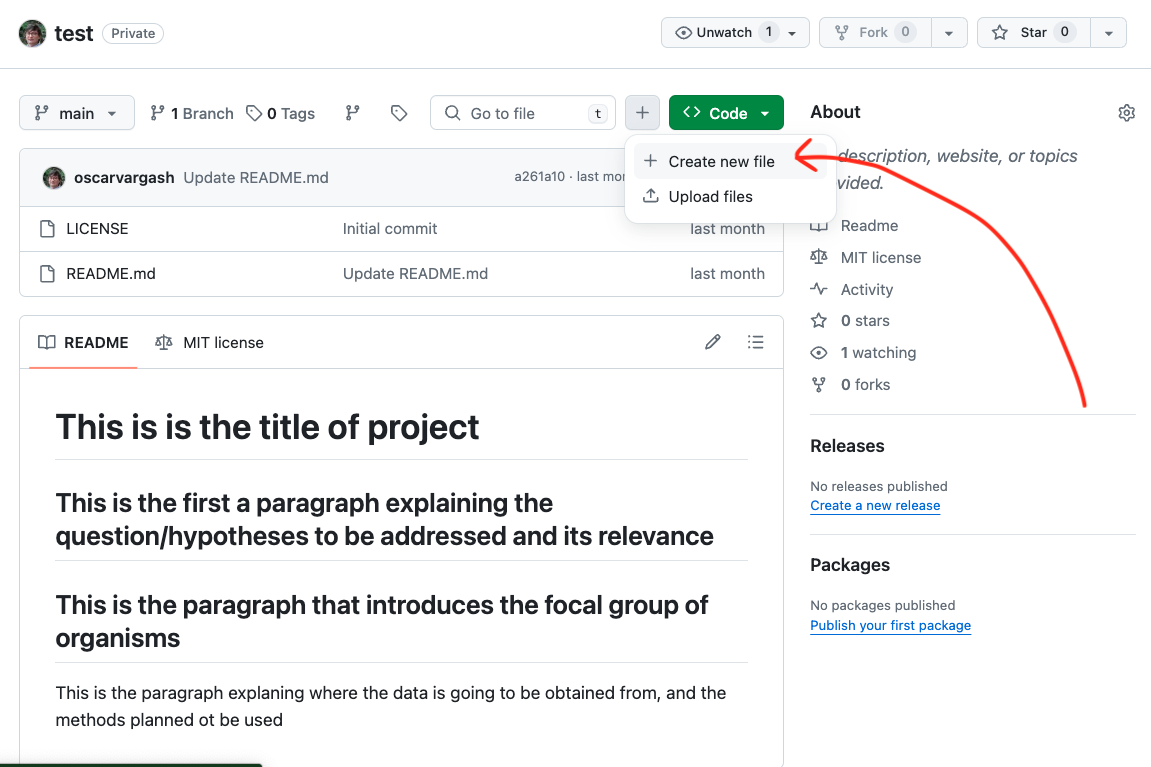 test Private
Unwatch 1
Fork 0
Star 0
main
1 Branch
0 Tags
Go to file t
Code
Create new file
Upload files
oscarvargash Update README.md
a261a10 · last
LICENSE Initial commit last month
README.md Update README.md last month
README
MIT license
This is is the title of project
This is the first a paragraph explaining the
question/hypotheses to be addressed and its relevance
This is the paragraph that introduces the focal group of
organisms
This is the paragraph explaning where the data is going to be obtained from, and the
methods planned ot be used
About
description, website, or topics
Readme
MIT license
Activity
0 stars
1 watching
0 forks
Releases
No releases published
Create a new release
Packages
No packages published
Publish your first package